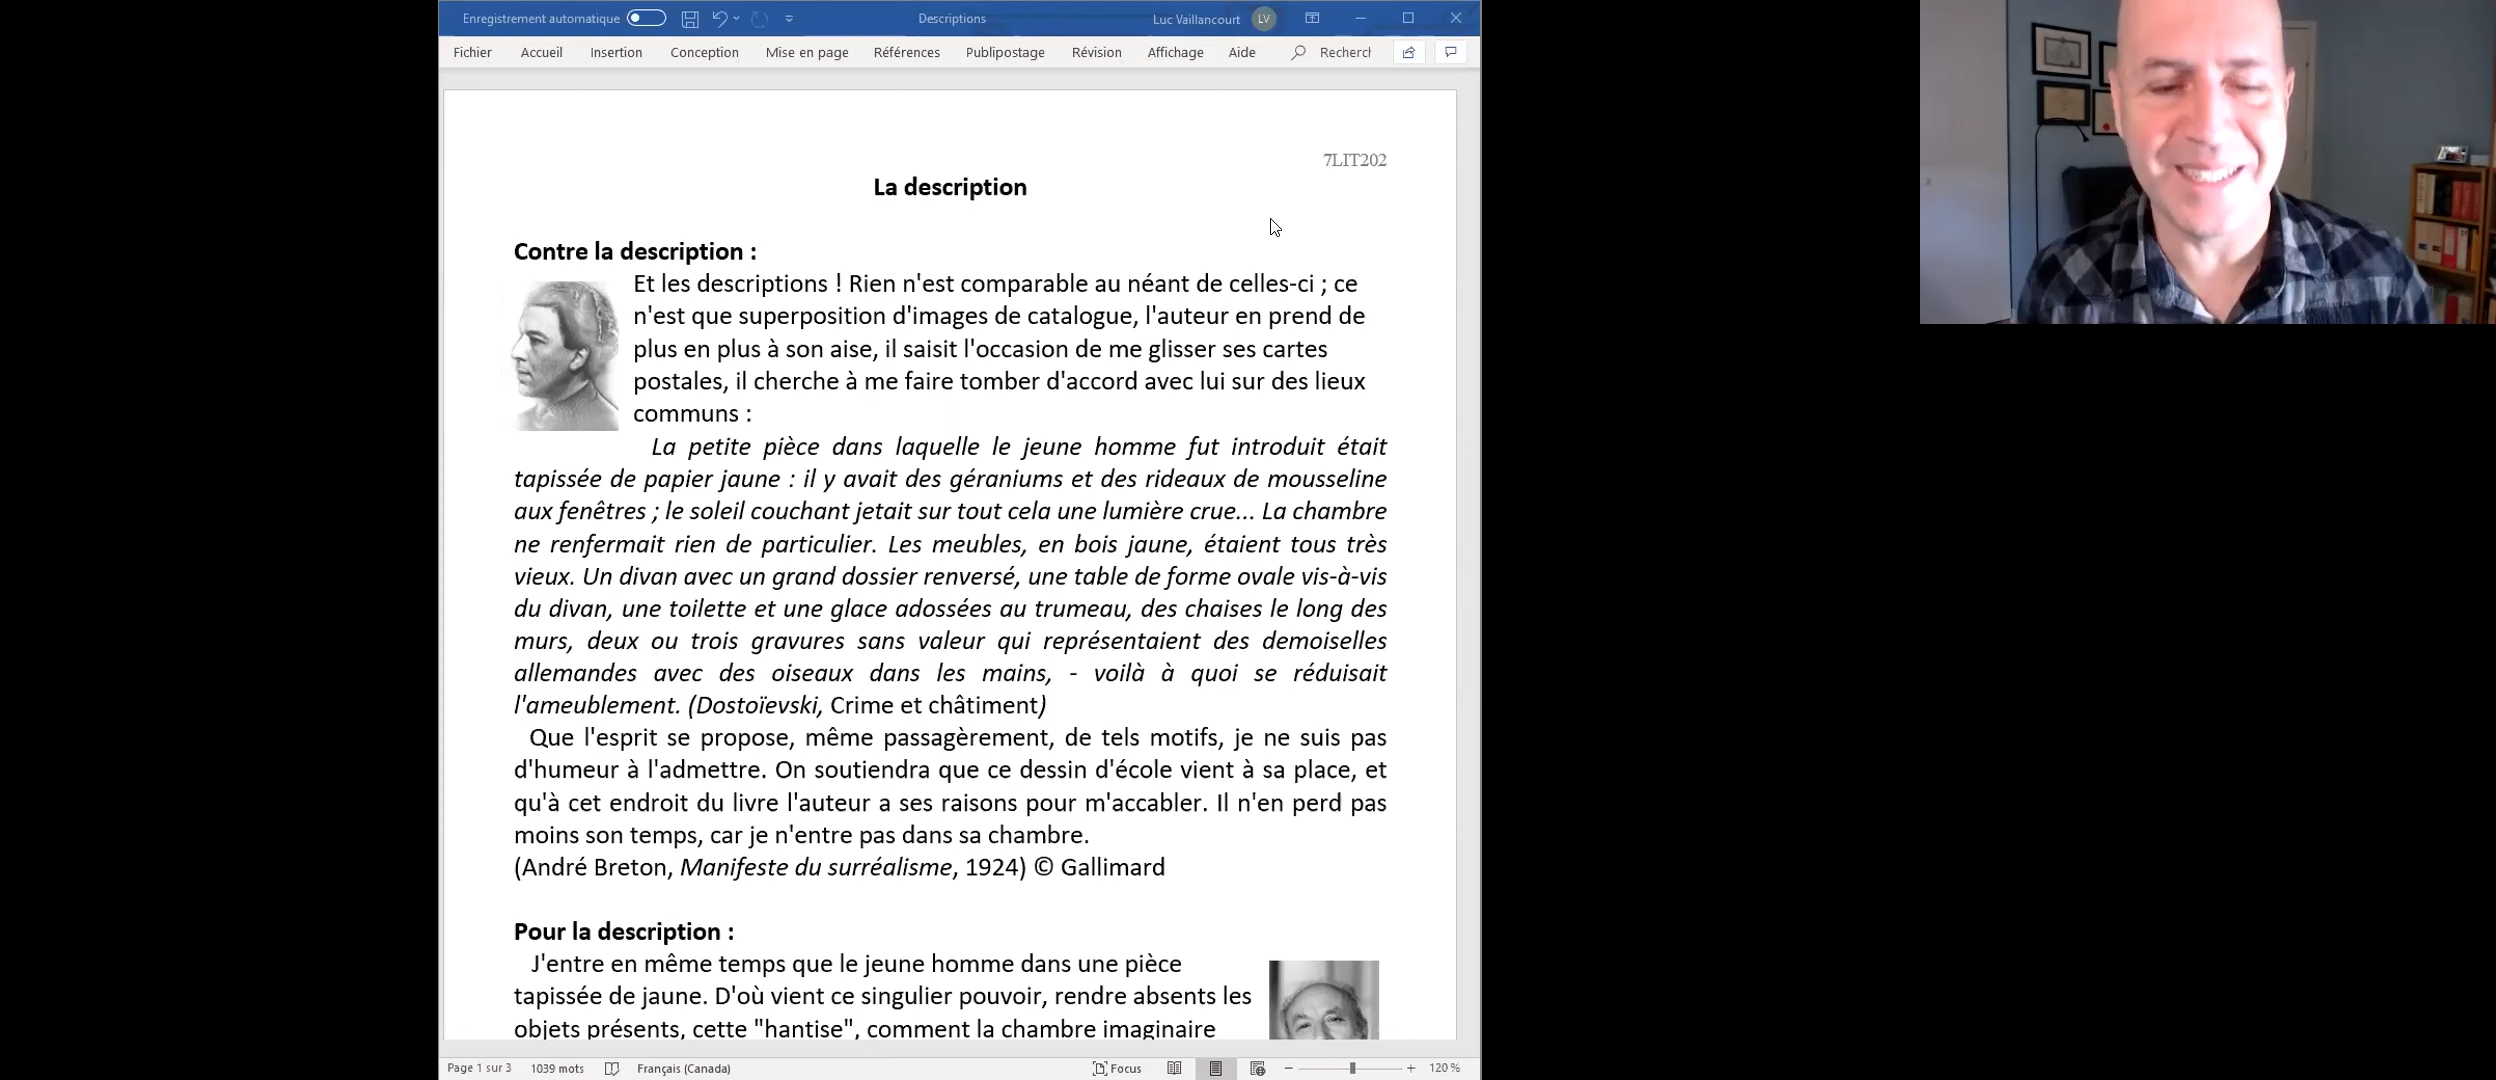 Enregistrement automatique
Descriptions
Luc Vaillancourt LV
Fichier Accueil Insertion Conception Mise en page Références Publipostage Révision Affichage Aide Recherch
7LIT202
La description
Contre la description :
Et les descriptions ! Rien n'est comparable au néant de celles-ci ; ce
n'est que superposition d'images de catalogue, l'auteur en prend de
plus en plus à son aise, il saisit l'occasion de me glisser ses cartes
postales, il cherche à me faire tomber d'accord avec lui sur des lieux
communs :
La petite pièce dans laquelle le jeune homme fut introduit était
tapissée de papier jaune : il y avait des géraniums et des rideaux de mousseline
aux fenêtres ; le soleil couchant jetait sur tout cela une lumière crue... La chambre
ne renfermait rien de particulier. Les meubles, en bois jaune, étaient tous très
vieux. Un divan avec un grand dossier renversé, une table de forme ovale vis-à-vis
du divan, une toilette et une glace adossées au trumeau, des chaises le long des
murs, deux ou trois gravures sans valeur qui représentaient des demoiselles
allemandes avec des oiseaux dans les mains, - voilà à quoi se réduisait
l'ameublement. (Dostoïevski, Crime et châtiment)
Que l'esprit se propose, même passagèrement, de tels motifs, je ne suis pas
d'humeur à l'admettre. On soutiendra que ce dessin d'école vient à sa place, et
qu'à cet endroit du livre l'auteur a ses raisons pour m'accabler. Il n'en perd pas
moins son temps, car je n'entre pas dans sa chambre.
(André Breton, Manifeste du surréalisme, 1924) © Gallimard
Pour la description :
J'entre en même temps que le jeune homme dans une pièce
tapissée de jaune. D'où vient ce singulier pouvoir, rendre absents les
objets présents, cette "hantise", comment la chambre imaginaire
Page 1 sur 3 1039 mots Français (Canada) Focus 120 %